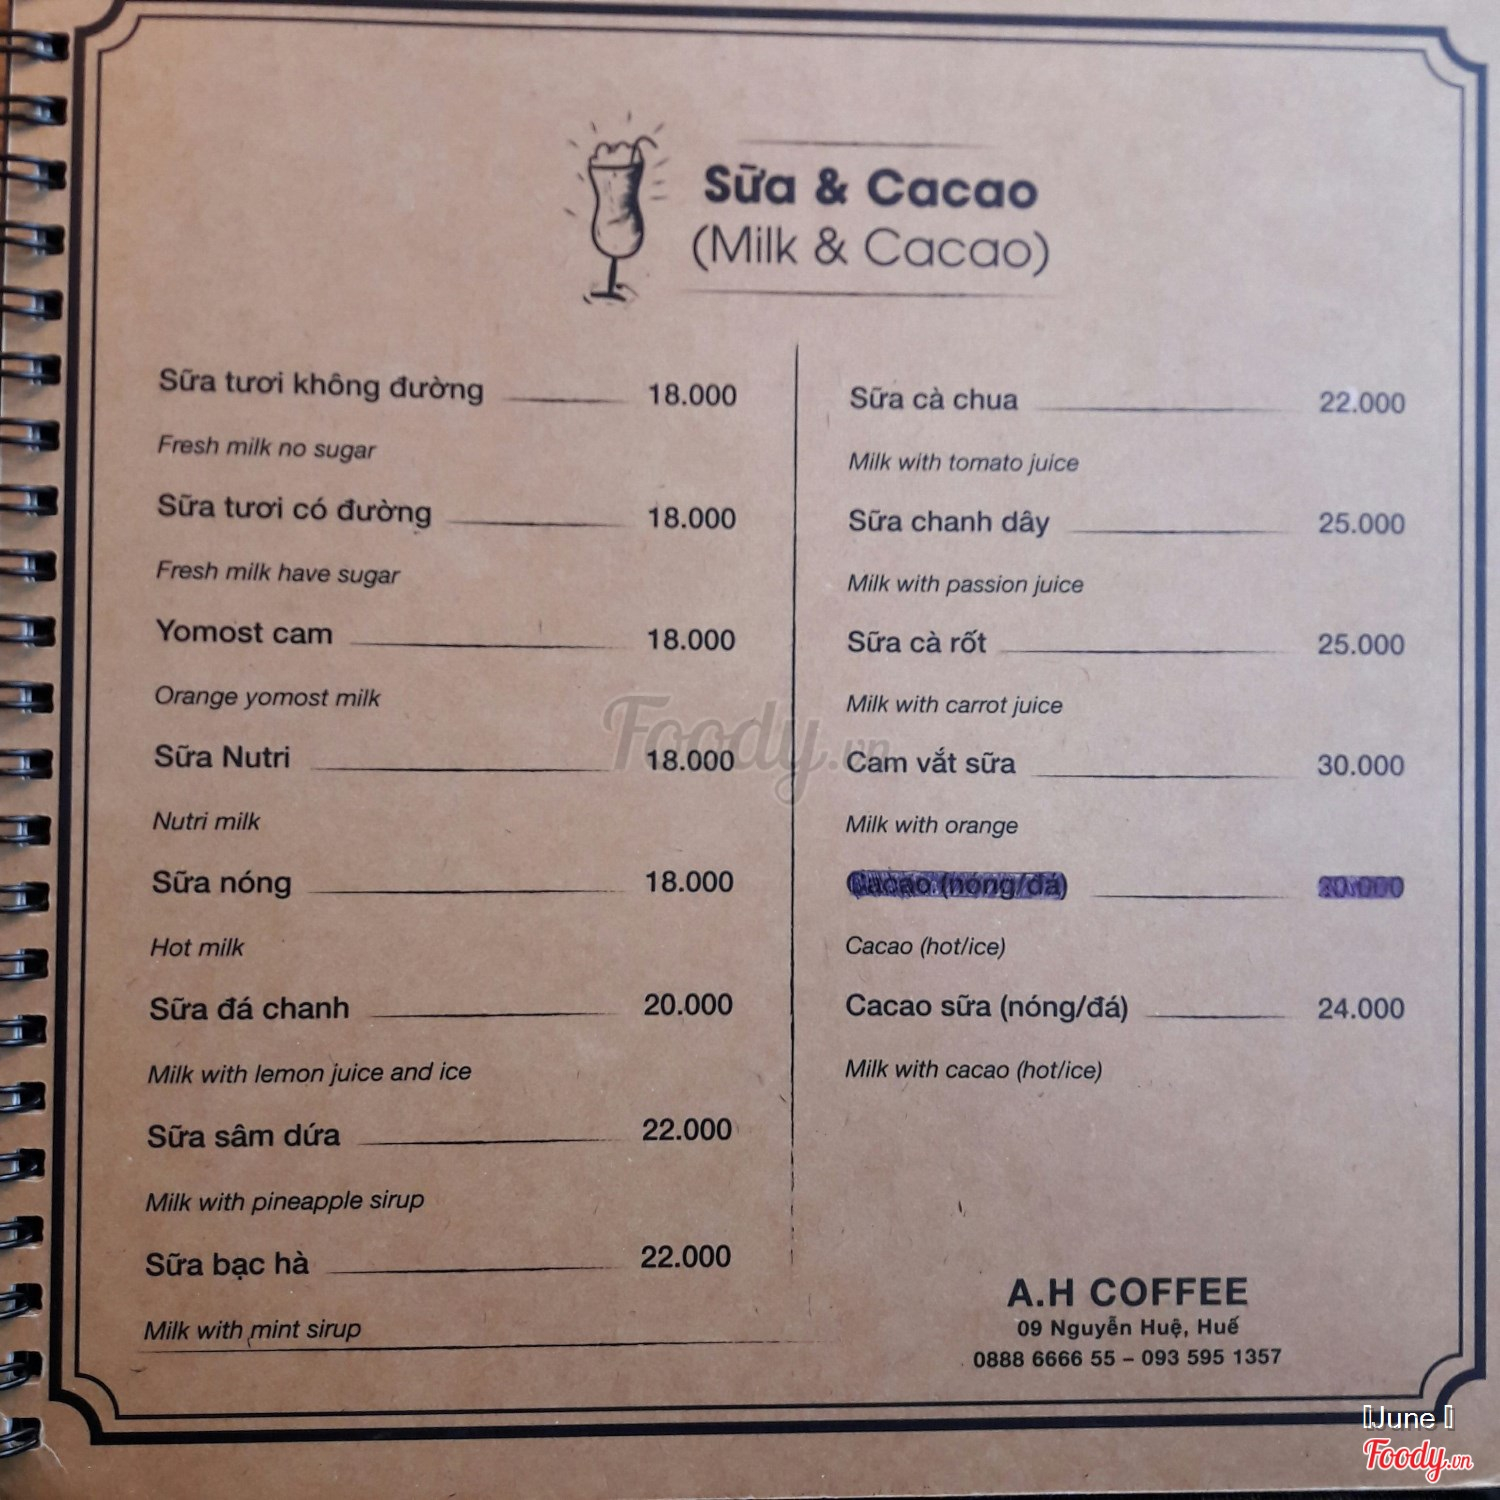 Sữa & Cacao
(Milk & Cacao)
Sữa tươi không đường 18.000
Fresh milk no sugar
Sữa tươi có đường 18.000
Fresh milk have sugar
Yomost cam 18.000
Orange yomost milk
Sữa Nutri 18.000
Nutri milk
Sữa nóng 18.000
Hot milk
Sữa đá chanh 20.000
Milk with lemon juice and ice
Sữa sâm dứa 22.000
Milk with pineapple sirup
Sữa bạc hà 22.000
Milk with mint sirup
Sữa cà chua 22.000
Milk with tomato juice
Sữa chanh dây 25.000
Milk with passion juice
Sữa cà rốt 25.000
Milk with carrot juice
Cam vắt sữa 30.000
Milk with orange
Cacao (nóng/đá) 20.000
Cacao (hot/ice)
Cacao sữa (nóng/đá) 24.000
Milk with cacao (hot/ice)
A.H COFFEE
09 Nguyễn Huệ, Huế
0888 6666 55 – 093 595 1357
Foody.vn
June
Foody.vn